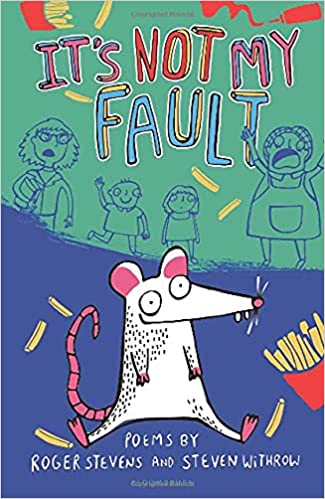 IT'S NOT MY
FAULT
POEMS BY
ROGER STEVENS AND STEVEN WITHROW